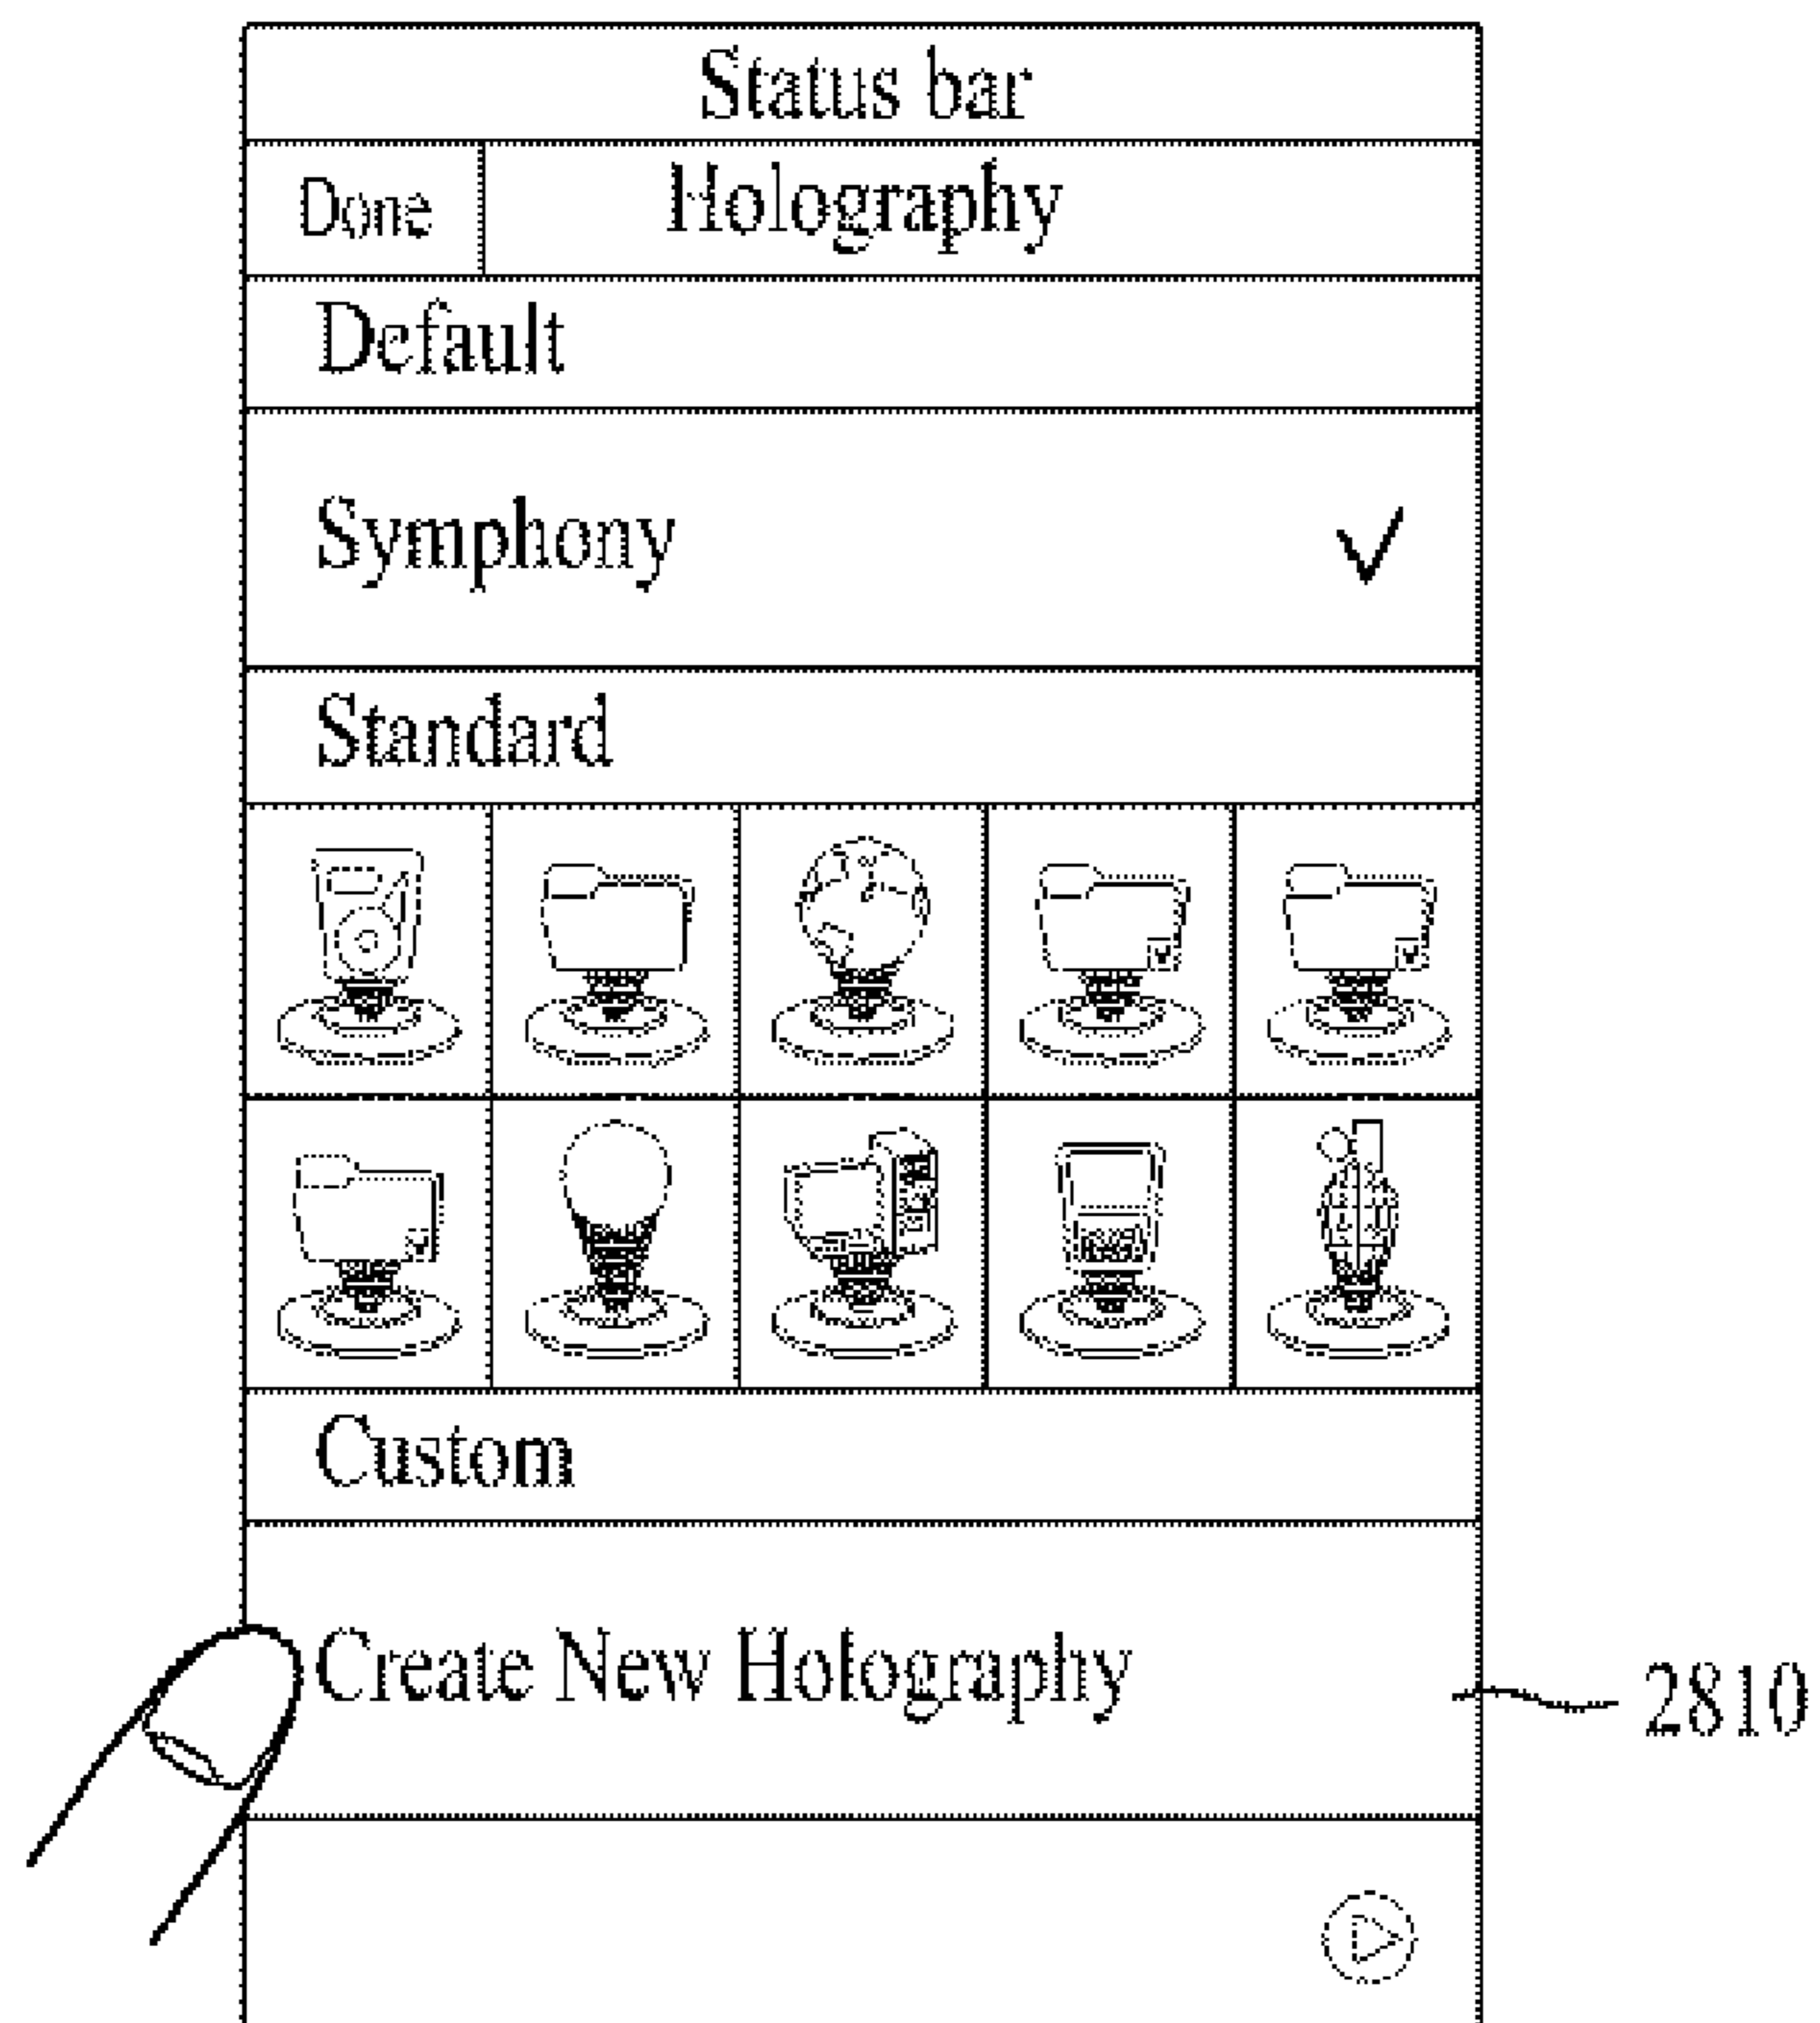 Status bar
Done Holography
Default
Symphony
Standard
Custom
Create New Holography
2810